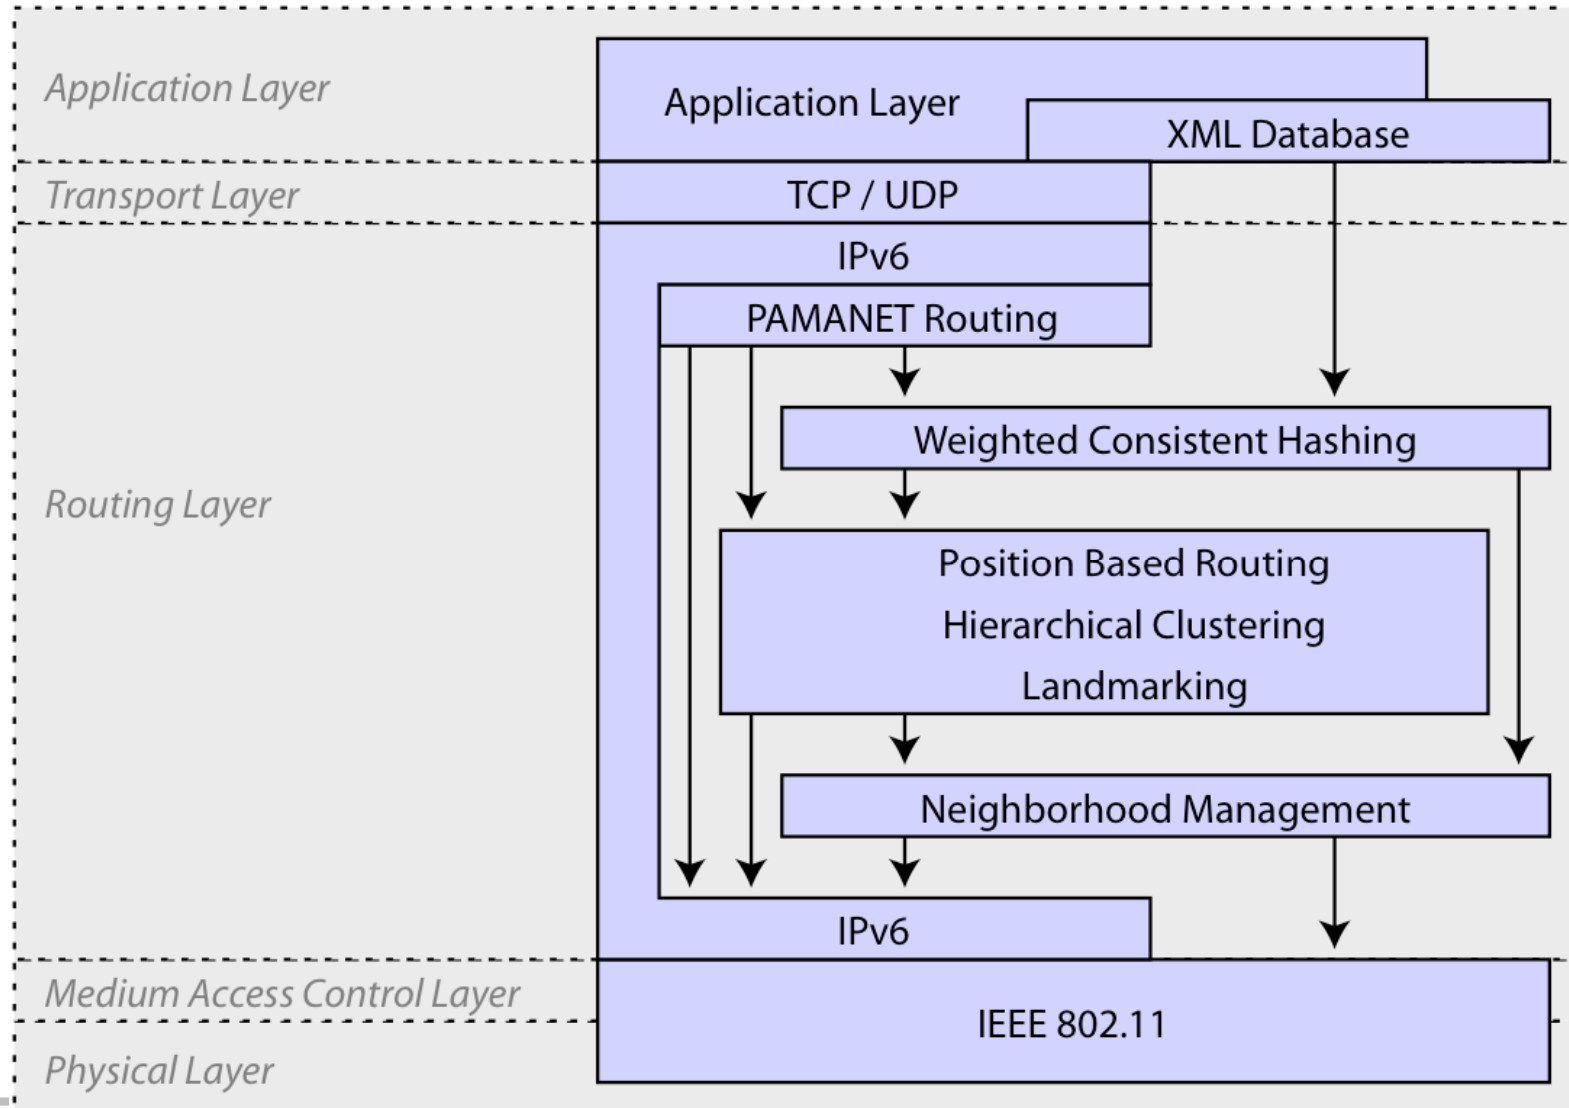 Application Layer
Application Layer
XML Database
Transport Layer
TCP / UDP
IPv6
PAMANET Routing
Weighted Consistent Hashing
Routing Layer
Position Based Routing
Hierarchical Clustering
Landmarking
Neighborhood Management
IPv6
Medium Access Control Layer
IEEE 802.11
Physical Layer